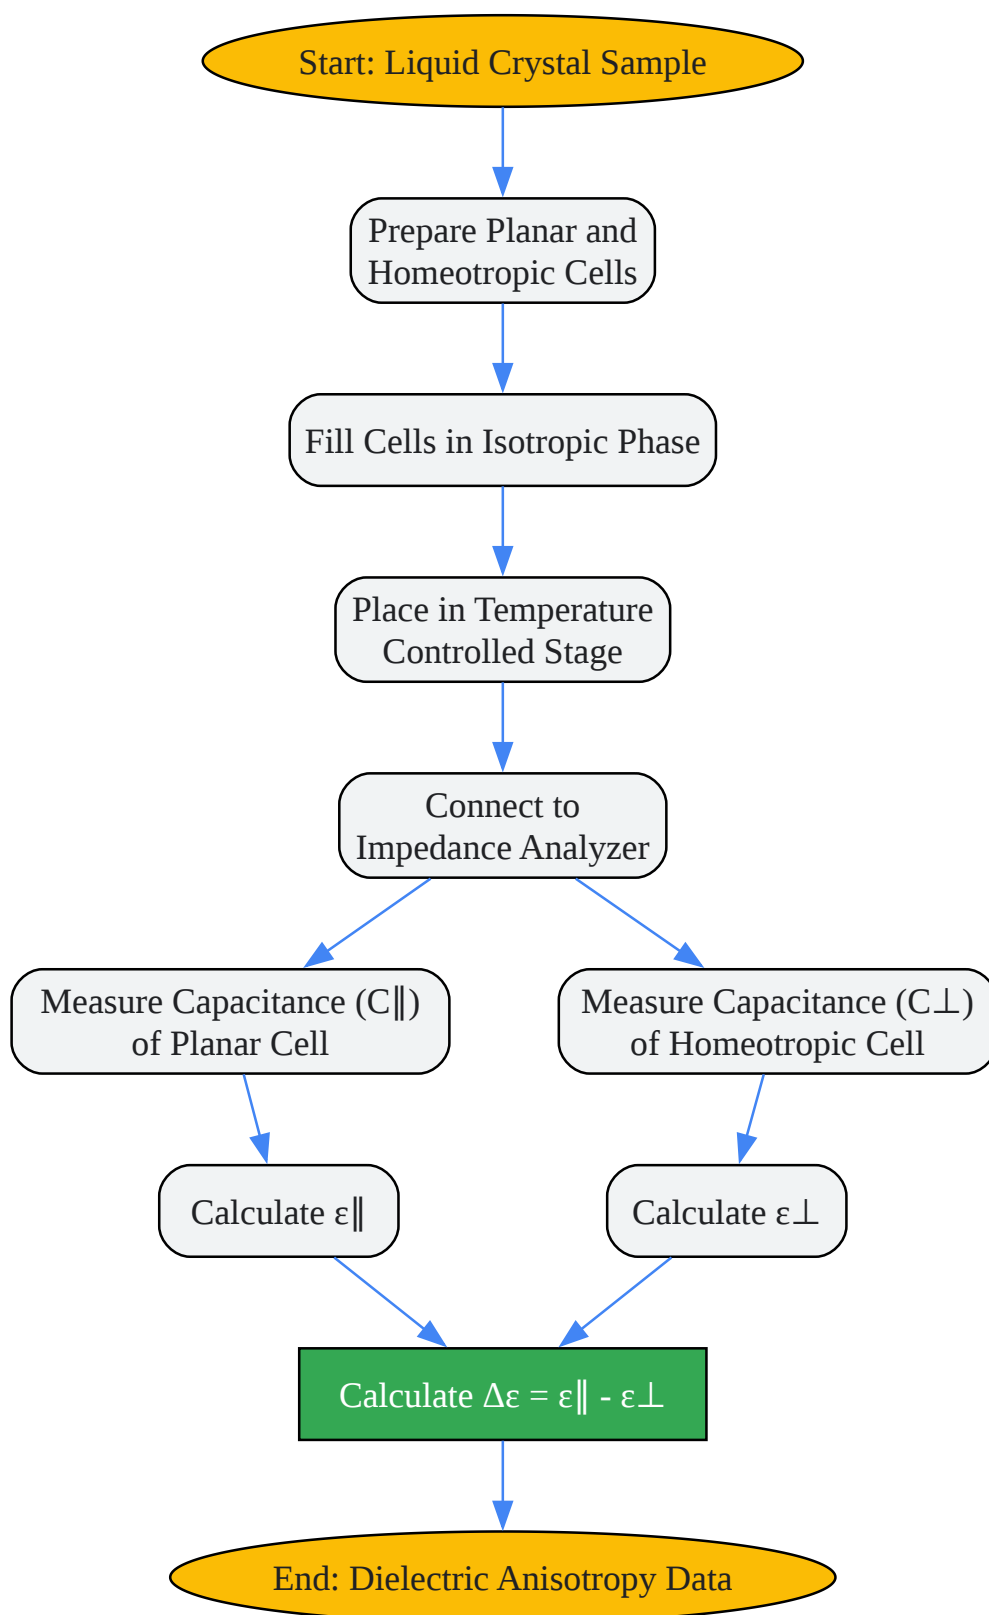 Start: Liquid Crystal Sample
Prepare Planar and
Homeotropic Cells
Fill Cells in Isotropic Phase
Place in Temperature
Controlled Stage
Connect to
Impedance Analyzer
Measure Capacitance (C∥)
of Planar Cell
Measure Capacitance (C⊥)
of Homeotropic Cell
Calculate ε∥
Calculate ε⊥
Calculate Δε = ε∥ - ε⊥
End: Dielectric Anisotropy Data